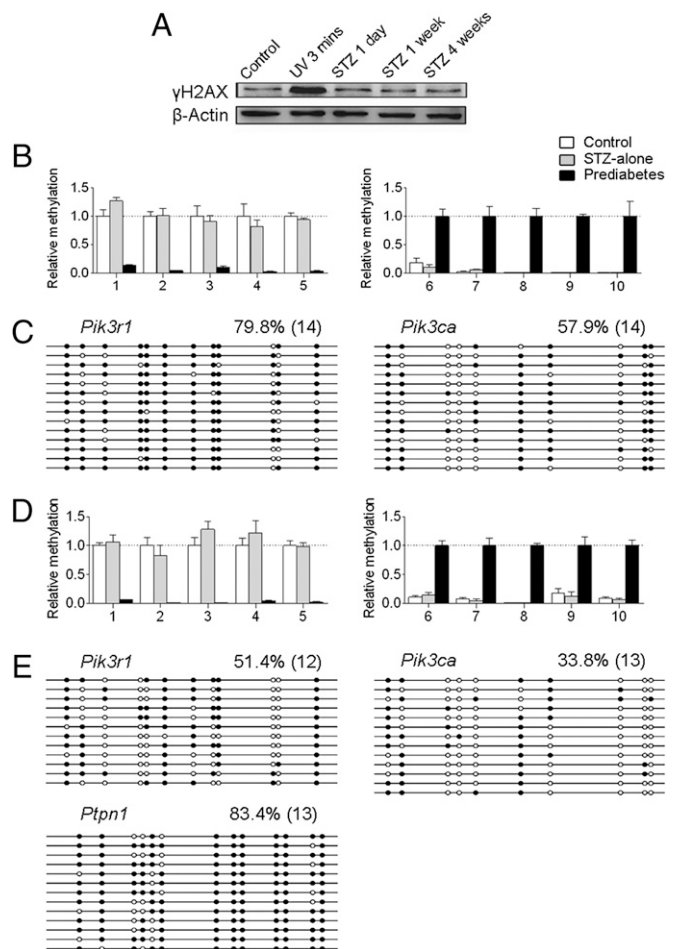 A
Control
UV 3 mins
STZ 1 day
STZ 1 week
STZ 4 weeks
γH2AX
β-Actin
Control
STZ-alone
Prediabetes
B
Relative methylation
1.5
1.0
0.5
0.0
1 2 3 4 5
Relative methylation
1.5
1.0
0.5
0.0
6 7 8 9 10
C
Pik3r1 79.8% (14)
Pik3ca 57.9% (14)
D
Relative methylation
1.5
1.0
0.5
0.0
1 2 3 4 5
Relative methylation
1.5
1.0
0.5
0.0
6 7 8 9 10
E
Pik3r1 51.4% (12)
Pik3ca 33.8% (13)
Ptpn1 83.4% (13)